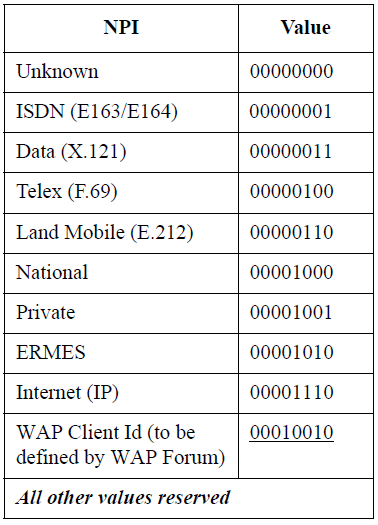 NPI Value
Unknown 00000000
ISDN (E163/E164) 00000001
Data (X.121) 00000011
Telex (F.69) 00000100
Land Mobile (E.212) 00000110
National 00001000
Private 00001001
ERMES 00001010
Internet (IP) 00001110
WAP Client Id (to be 00010010
defined by WAP Forum)
All other values reserved